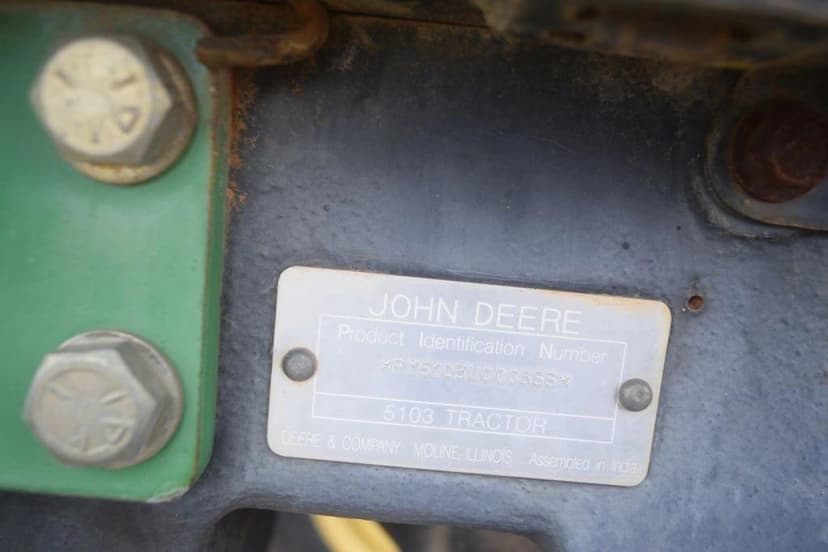 JOHN DEERE
Product Identification Number
5103 TRACTOR
DEERE & COMPANY MOLINE, ILLINOIS Assembled in India